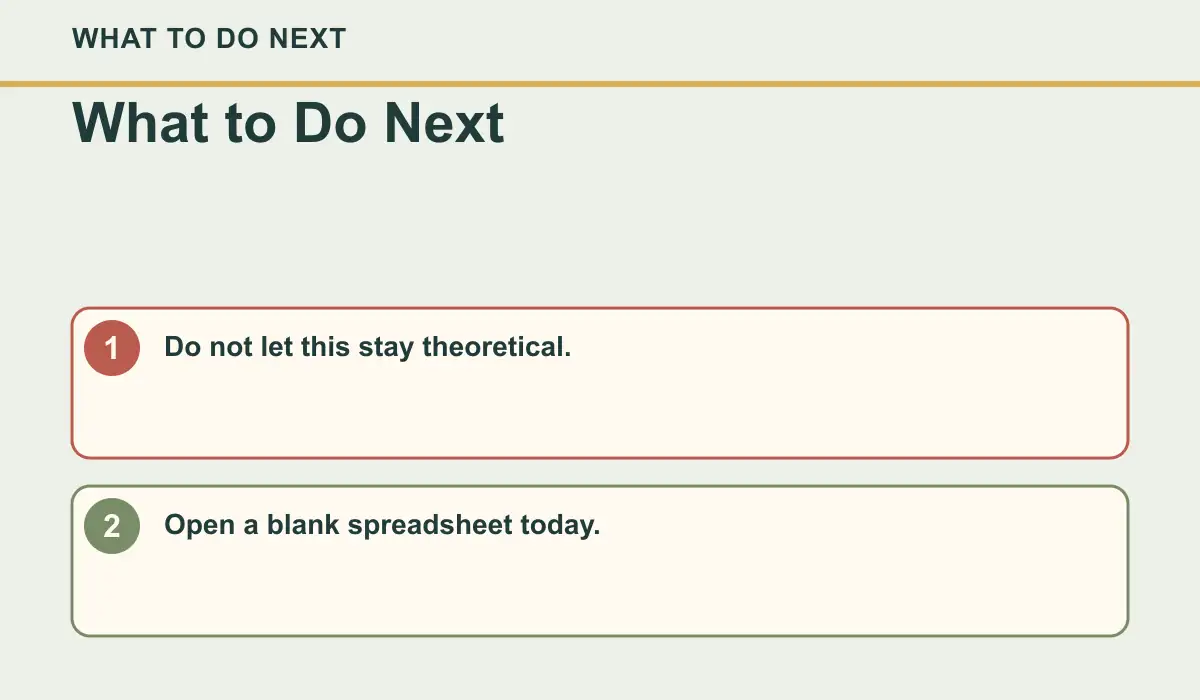 WHAT TO DO NEXT
What to Do Next
1
Do not let this stay theoretical.
2
Open a blank spreadsheet today.